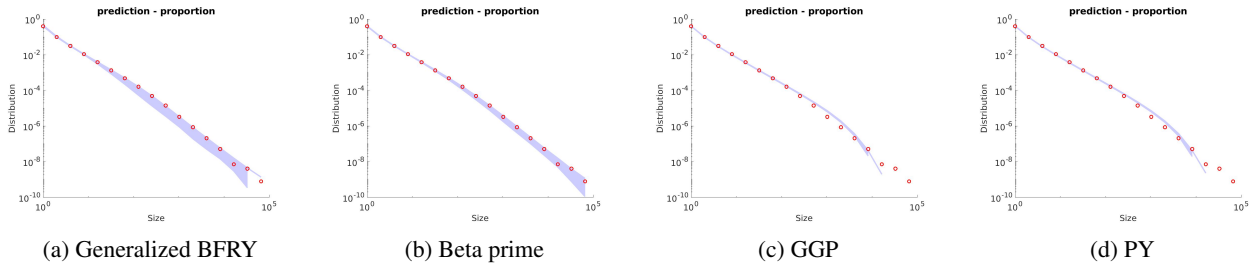 prediction - proportion
10^0
10^-2
10^-4
10^-6
10^-8
10^-10
Distribution
10^0
10^5
Size
(a) Generalized BFRY
prediction - proportion
10^0
10^-2
10^-4
10^-6
10^-8
10^-10
Distribution
10^0
10^5
Size
(b) Beta prime
prediction - proportion
10^0
10^-2
10^-4
10^-6
10^-8
10^-10
Distribution
10^0
10^5
Size
(c) GGP
prediction - proportion
10^0
10^-2
10^-4
10^-6
10^-8
10^-10
Distribution
10^0
10^5
Size
(d) PY